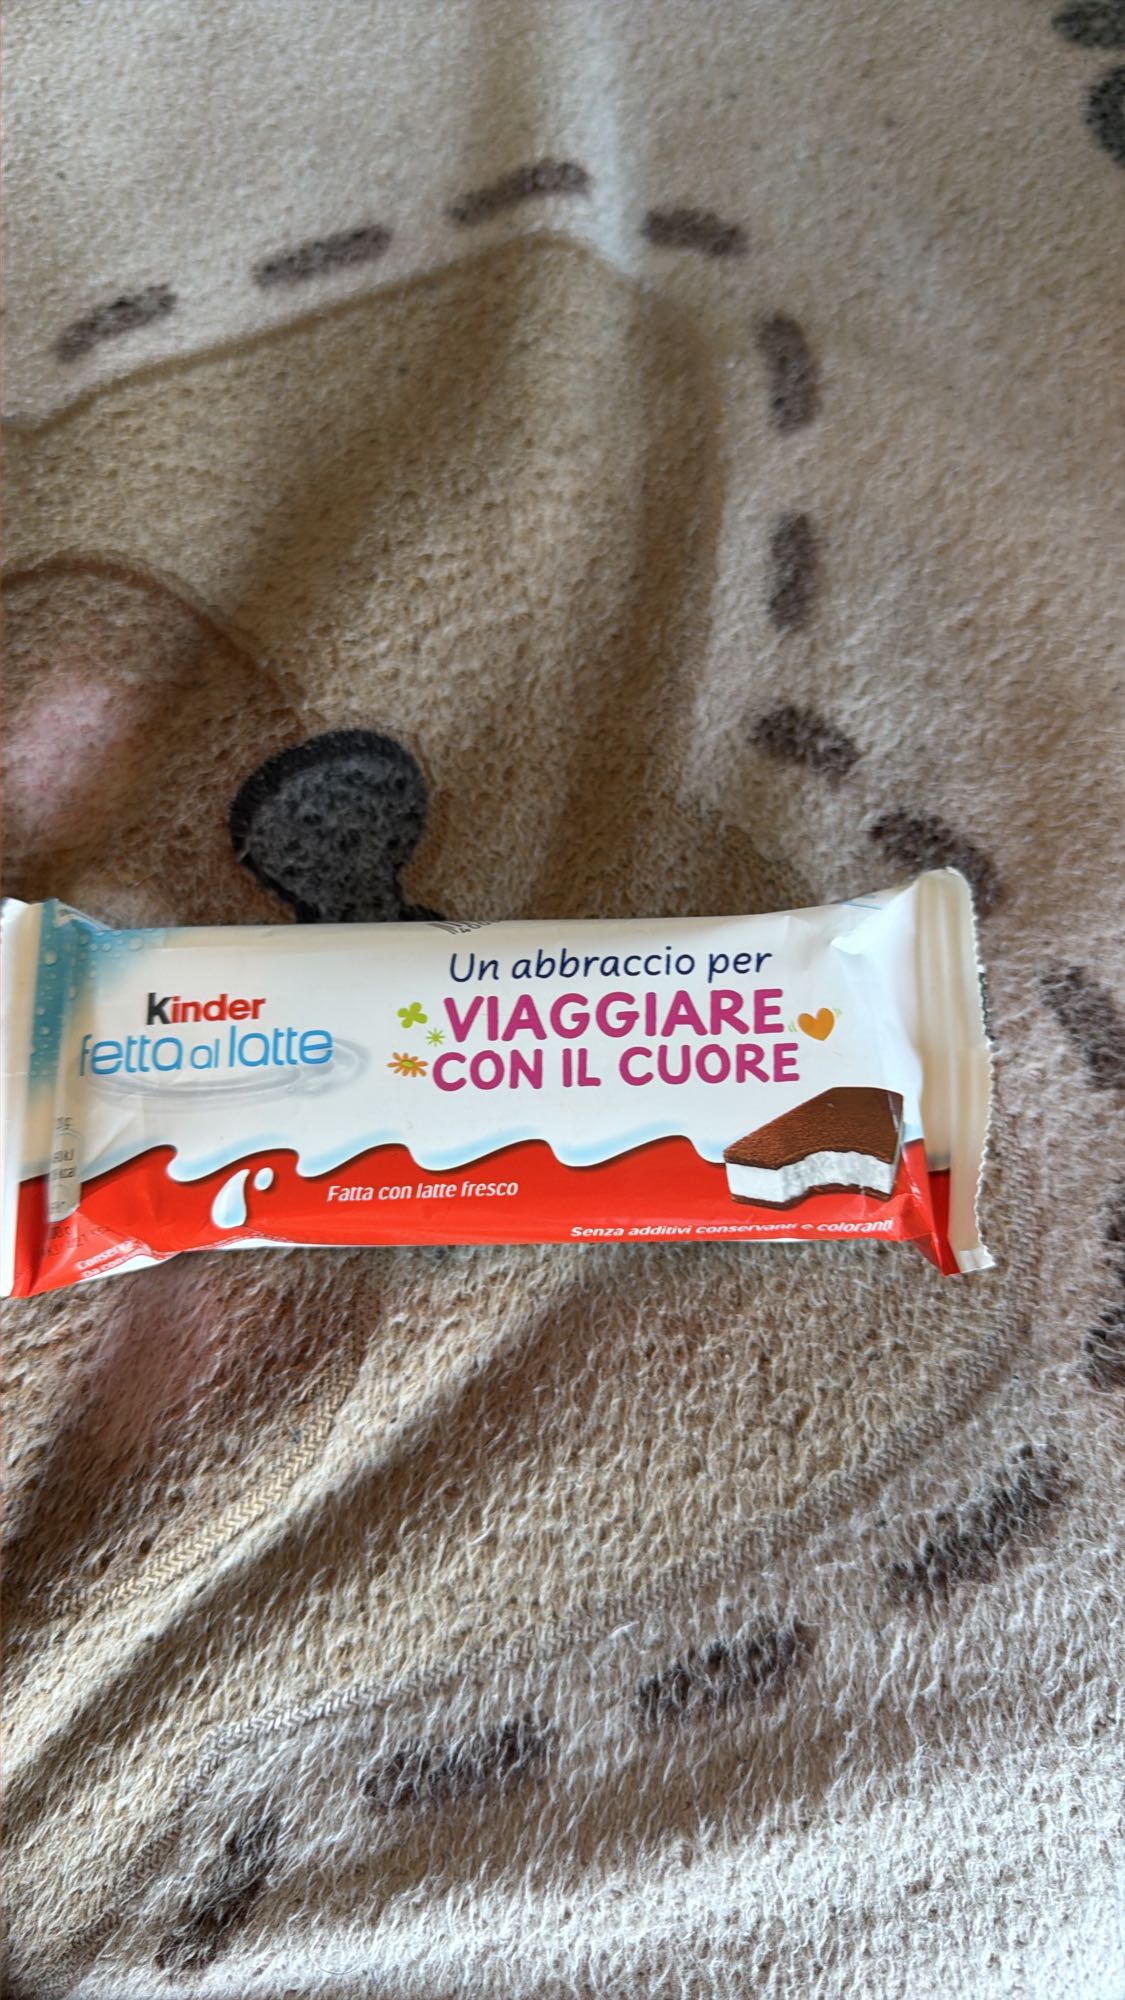 Un abbraccio per
VIAGGIARE
CON IL CUORE
Kinder
fetta al latte
Fatta con latte fresco
Senza additivi conservanti e coloranti